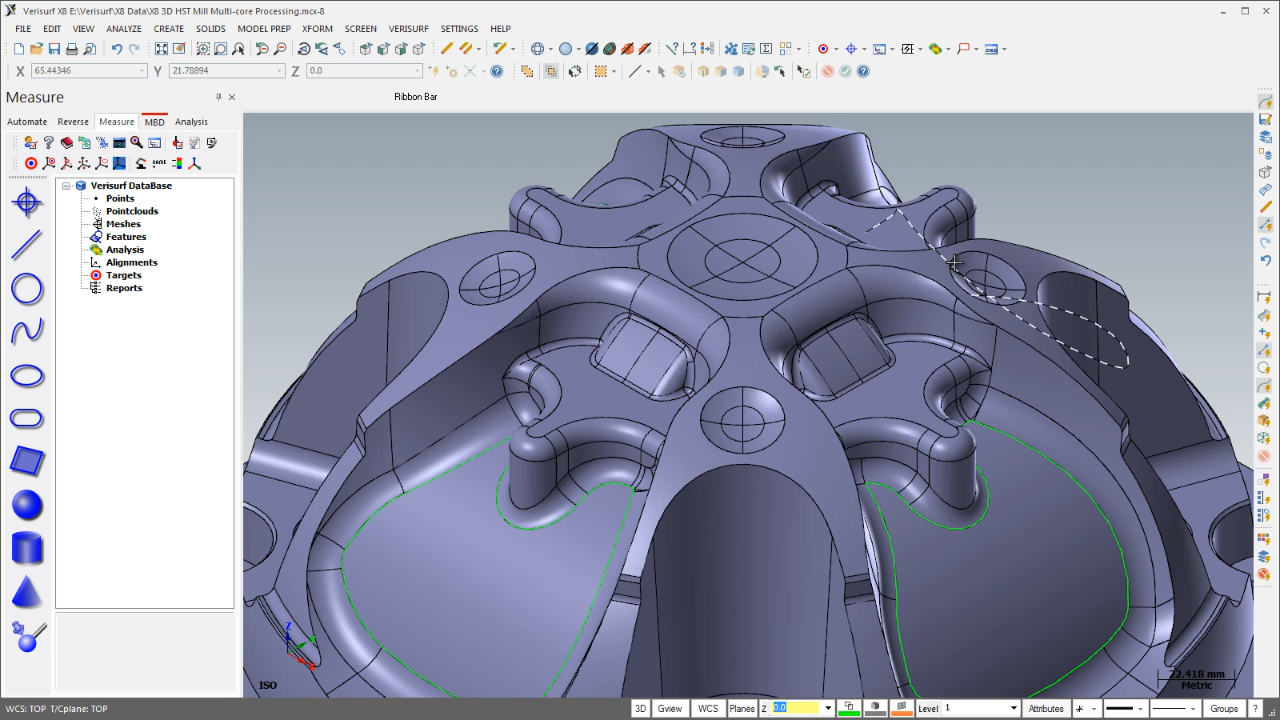 Verisurf X8 E:\Verisurf\X8 Data\X8 3D HST Mill Multi-core Processing.mcx-8
FILE EDIT VIEW ANALYZE CREATE SOLIDS MODEL PREP XFORM SCREEN VERISURF SETTINGS HELP
X 65.44346 Y 21.78894 Z 0.0
Measure
Ribbon Bar
Automate Reverse Measure MBD Analysis
Verisurf DataBase
Points
Pointclouds
Meshes
Features
Analysis
Alignments
Targets
Reports
Z
ISO
22.418 mm
Metric
WCS: TOP T/Cplane: TOP
3D Gview WCS Planes Z 0.0 Level 1 Attributes Groups ?